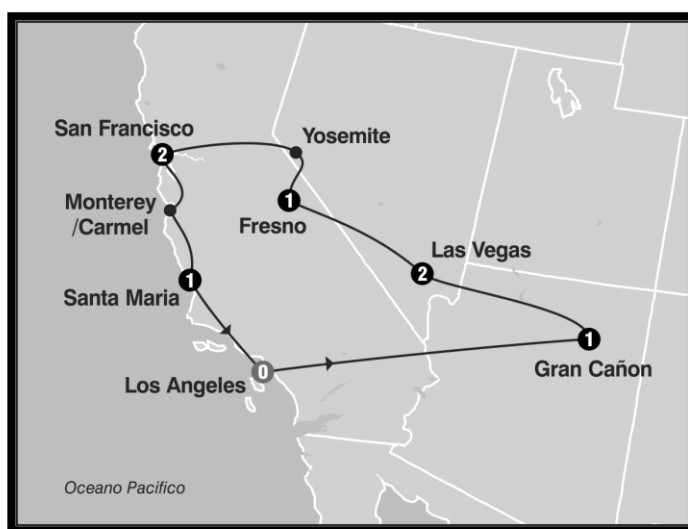 San Francisco
2
Yosemite
Monterey
/Carmel
1
Fresno
Las Vegas
2
1
Santa Maria
1
Gran Cañon
0
Los Angeles
Oceano Pacifico